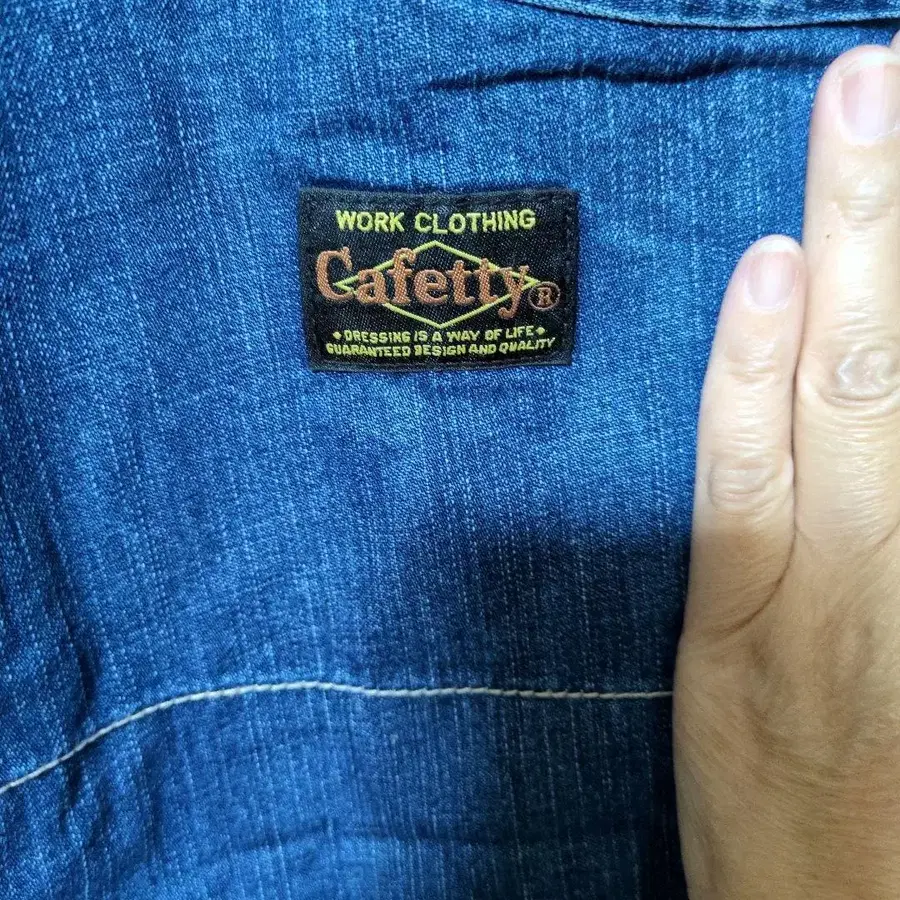 WORK CLOTHING
Cafetty®
◆DRESSING IS A WAY OF LIFE◆
GUARANTEED DESIGN AND QUALITY